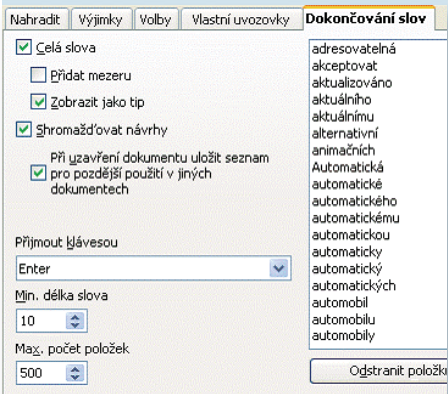 Nahradit Výjimky Volby Vlastní uvozovky Dokončování slov
Celá slova
Přidat mezeru
Zobrazit jako tip
Shromažďovat návrhy
Při uzavření dokumentu uložit seznam
pro pozdější použití v jiných
dokumentech
Přijmout klávesou
Enter
Min. délka slova
10
Max. počet položek
500
adresovatelná
akceptovat
aktualizováno
aktuálního
aktuálnímu
alternativní
animačních
Automatická
automatické
automatického
automatickému
automatickou
automaticky
automatický
automatických
automobil
automobilu
automobily
Odstranit položk